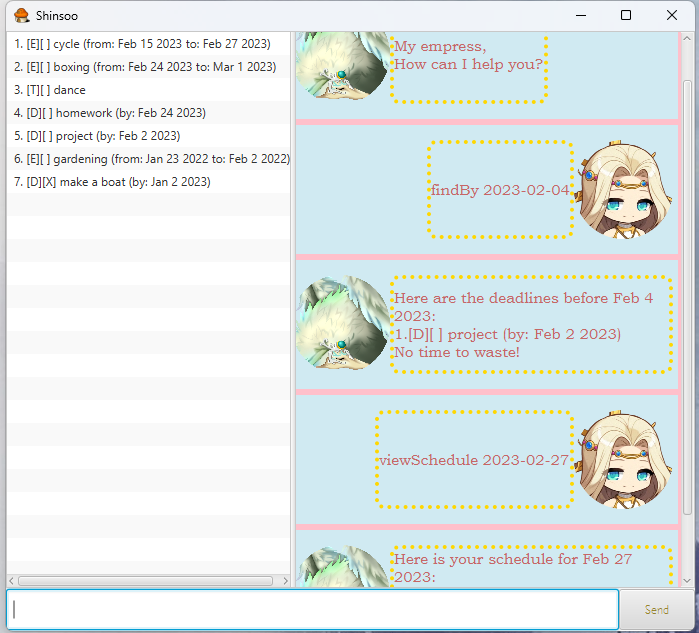 Shinsoo
1. [E][ ] cycle (from: Feb 15 2023 to: Feb 27 2023)
2. [E][ ] boxing (from: Feb 24 2023 to: Mar 1 2023)
3. [T][ ] dance
4. [D][ ] homework (by: Feb 24 2023)
5. [D][ ] project (by: Feb 2 2023)
6. [E][ ] gardening (from: Jan 23 2022 to: Feb 2 2022)
7. [D][X] make a boat (by: Jan 2 2023)
My empress,
How can I help you?
findBy 2023-02-04
Here are the deadlines before Feb 4
2023:
1.[D][ ] project (by: Feb 2 2023)
No time to waste!
viewSchedule 2023-02-27
Here is your schedule for Feb 27
2023:
Send